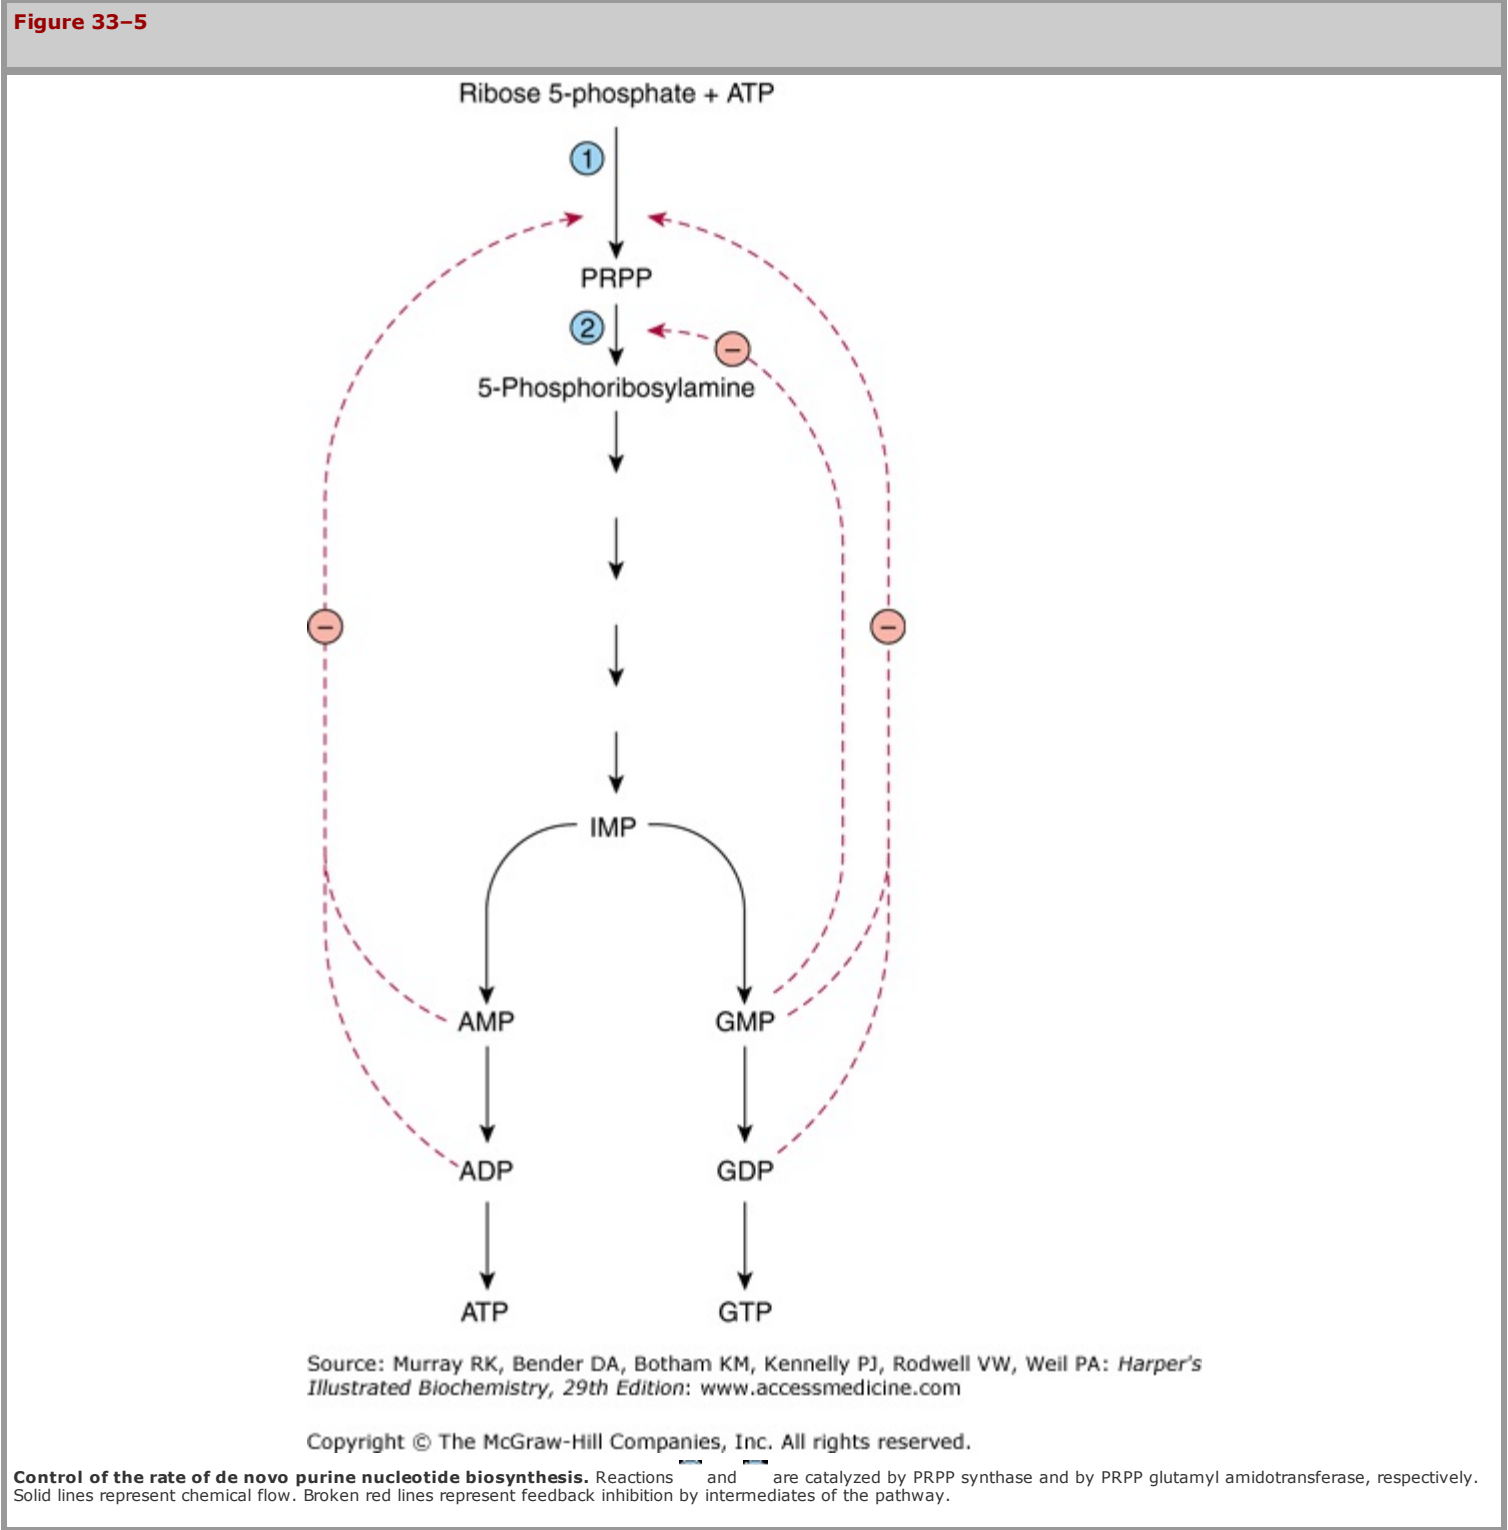 Figure 33–5
Ribose 5-phosphate + ATP
1
PRPP
2
–
5-Phosphoribosylamine
– –
IMP
AMP GMP
ADP GDP
ATP GTP
Source: Murray RK, Bender DA, Botham KM, Kennelly PJ, Rodwell VW, Weil PA: Harper's
Illustrated Biochemistry, 29th Edition: www.accessmedicine.com
Copyright © The McGraw-Hill Companies, Inc. All rights reserved.
Control of the rate of de novo purine nucleotide biosynthesis. Reactions and are catalyzed by PRPP synthase and by PRPP glutamyl amidotransferase, respectively.
Solid lines represent chemical flow. Broken red lines represent feedback inhibition by intermediates of the pathway.